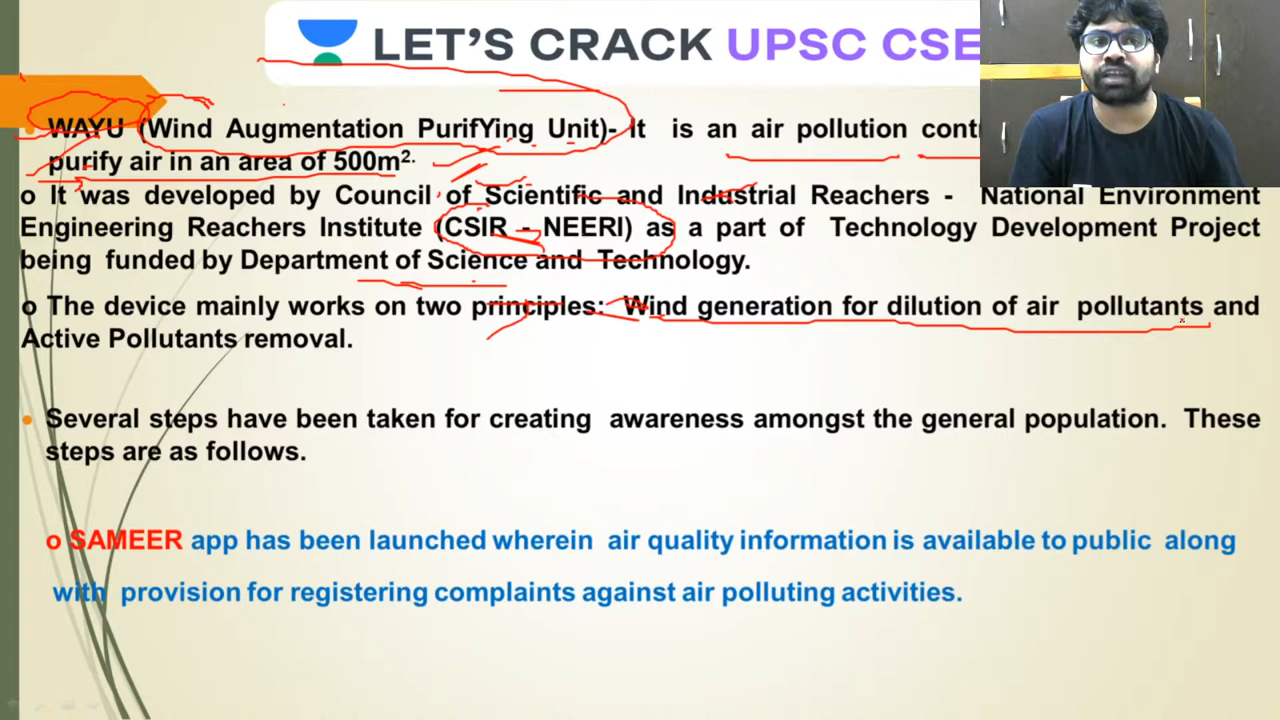 LET'S CRACK UPSC CSE
WAYU (Wind Augmentation PurifYing Unit)- It is an air pollution
purify air in an area of 500m².
o It was developed by Council of Scientific and Industrial Reachers - National Environment
Engineering Reachers Institute (CSIR - NEERI) as a part of Technology Development Project
being funded by Department of Science and Technology.
o The device mainly works on two principles: Wind generation for dilution of air pollutants and
Active Pollutants removal.
Several steps have been taken for creating awareness amongst the general population. These
steps are as follows.
o SAMEER app has been launched wherein air quality information is available to public along
with provision for registering complaints against air polluting activities.